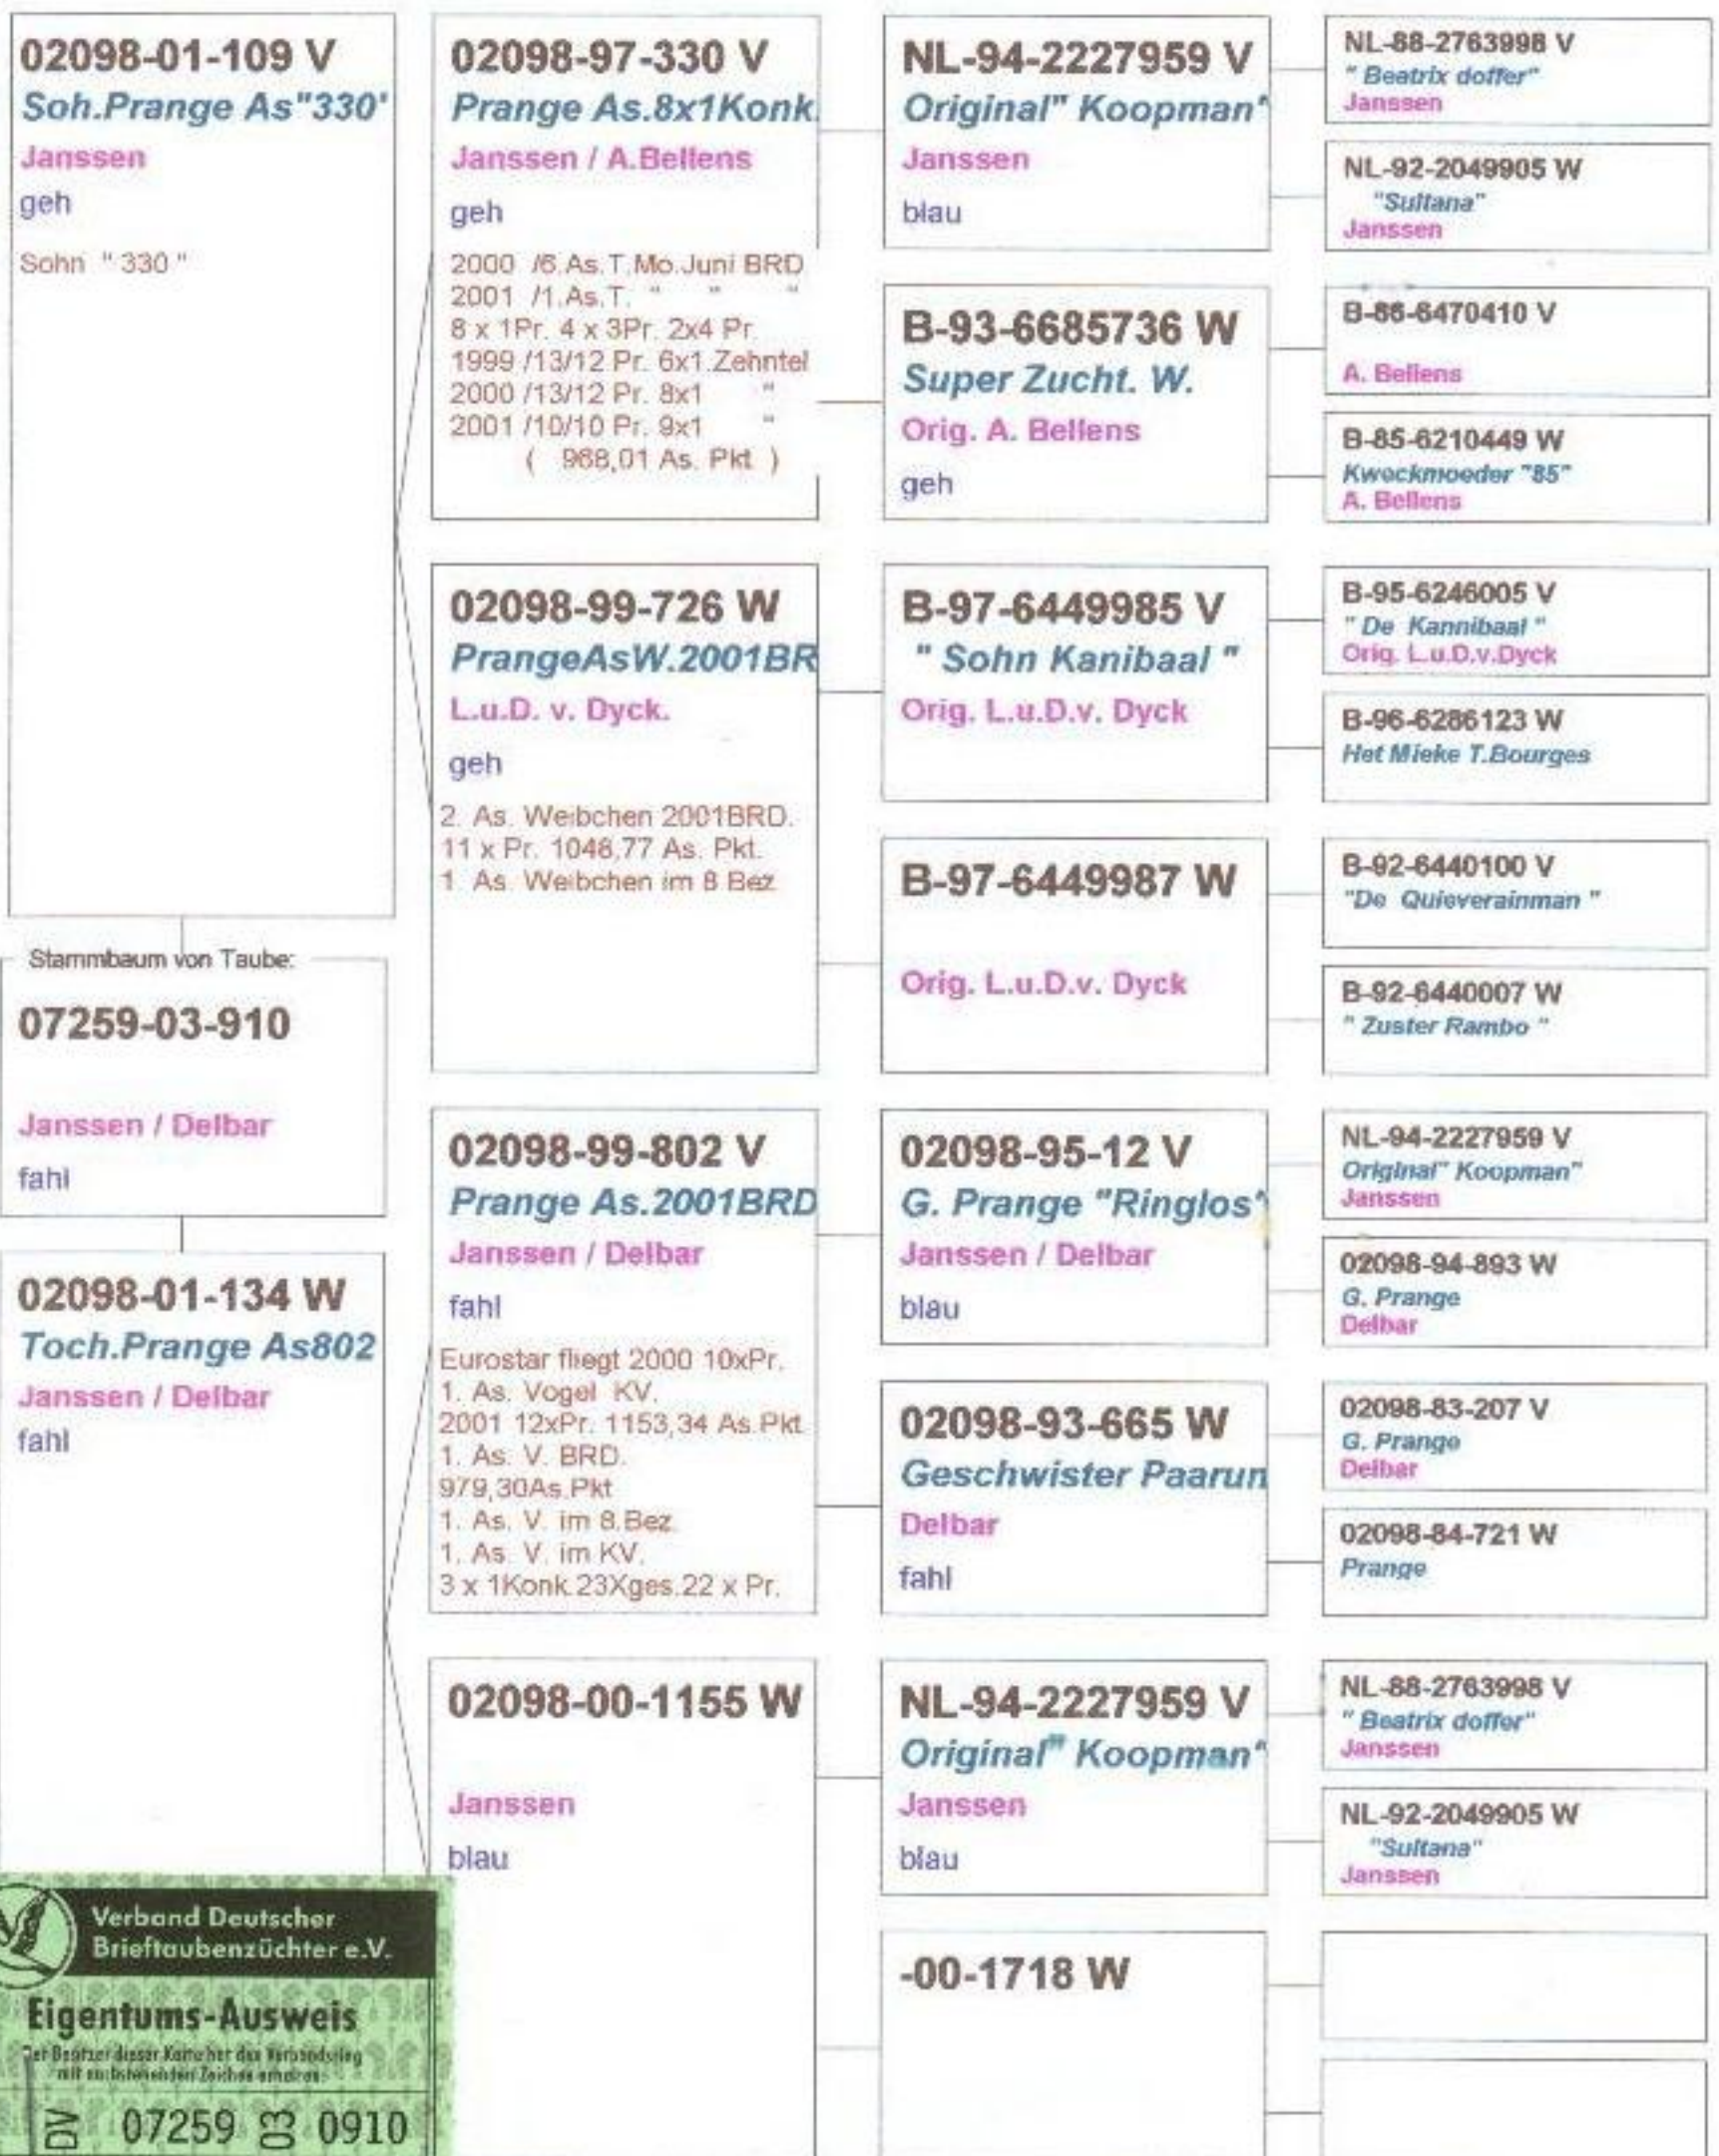 02098-01-109 V
Soh.Prange As"330'
Janssen
geh
Sohn " 330 "
Stammbaum von Taube:
07259-03-910
Janssen / Delbar
fahl
02098-01-134 W
Toch.Prange As802
Janssen / Delbar
fahl
02098-97-330 V
Prange As.8x1Konk.
Janssen / A.Bellens
geh
2000 /6.As.T.Mo.Juni BRD
2001 /1.As.T. " " "
8 x 1Pr. 4 x 3Pr. 2x4 Pr.
1999 /13/12 Pr. 6x1.Zehntel
2000 /13/12 Pr. 8x1 "
2001 /10/10 Pr. 9x1 "
( 968,01 As. Pkt )
02098-99-726 W
PrangeAsW.2001BR
L.u.D. v. Dyck.
geh
2. As. Weibchen 2001BRD.
11 x Pr. 1048,77 As. Pkt.
1 As. Weibchen im 8 Bez
02098-99-802 V
Prange As.2001BRD
Janssen / Delbar
fahl
Eurostar fliegt 2000 10xPr.
1. As. Vogel KV.
2001 12xPr. 1153,34 As.Pkt
1. As. V. BRD.
979,30As.Pkt
1. As. V. im 8.Bez.
1. As. V. im KV.
3 x 1Konk.23Xges.22 x Pr.
02098-00-1155 W
Janssen
blau
NL-94-2227959 V
Original" Koopman"
Janssen
blau
B-93-6685736 W
Super Zucht. W.
Orig. A. Bellens
geh
B-97-6449985 V
" Sohn Kanibaal "
Orig. L.u.D.v. Dyck
B-97-6449987 W
Orig. L.u.D.v. Dyck
02098-95-12 V
G. Prange "Ringlos"
Janssen / Delbar
blau
02098-93-665 W
Geschwister Paarun
Delbar
fahl
NL-94-2227959 V
Original" Koopman"
Janssen
blau
-00-1718 W
NL-88-2763998 V
" Beatrix doffer"
Janssen
NL-92-2049905 W
"Sultana"
Janssen
B-86-6470410 V
A. Bellens
B-85-6210449 W
Kweckmoeder "85"
A. Bellens
B-95-6246005 V
" De Kannibaal "
Orig. L.u.D.v.Dyck
B-96-6286123 W
Het Mieke T.Bourges
B-92-6440100 V
"De Quieverainman "
B-92-6440007 W
" Zuster Rambo "
NL-94-2227959 V
Original" Koopman"
Janssen
02098-94-893 W
G. Prange
Delbar
02098-83-207 V
G. Prange
Delbar
02098-84-721 W
Prange
NL-88-2763998 V
" Beatrix doffer"
Janssen
NL-92-2049905 W
"Sultana"
Janssen
Verband Deutscher
Brieftaubenzüchter e.V.
Eigentums-Ausweis
Der Besitzer dieser Karte hat den Verbandsring
mit nachstehenden Zeichen erhalten:
DV 07259 03 0910